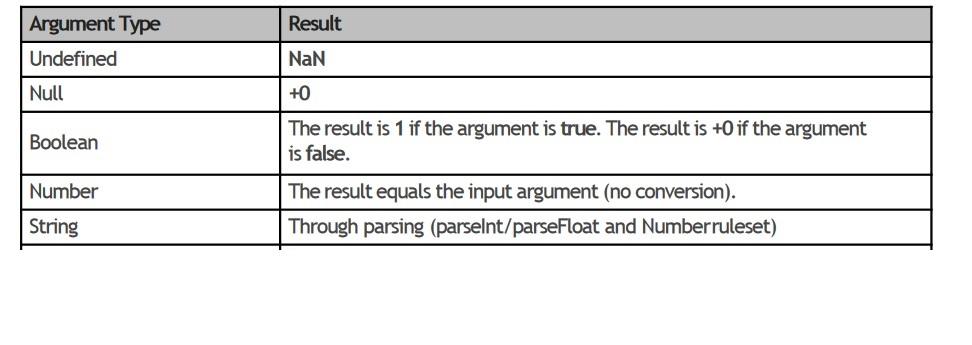 Argument Type Result
Undefined NaN
Null +0
Boolean The result is 1 if the argument is true. The result is +0 if the argument
is false.
Number The result equals the input argument (no conversion).
String Through parsing (parseInt/parseFloat and Numberruleset)